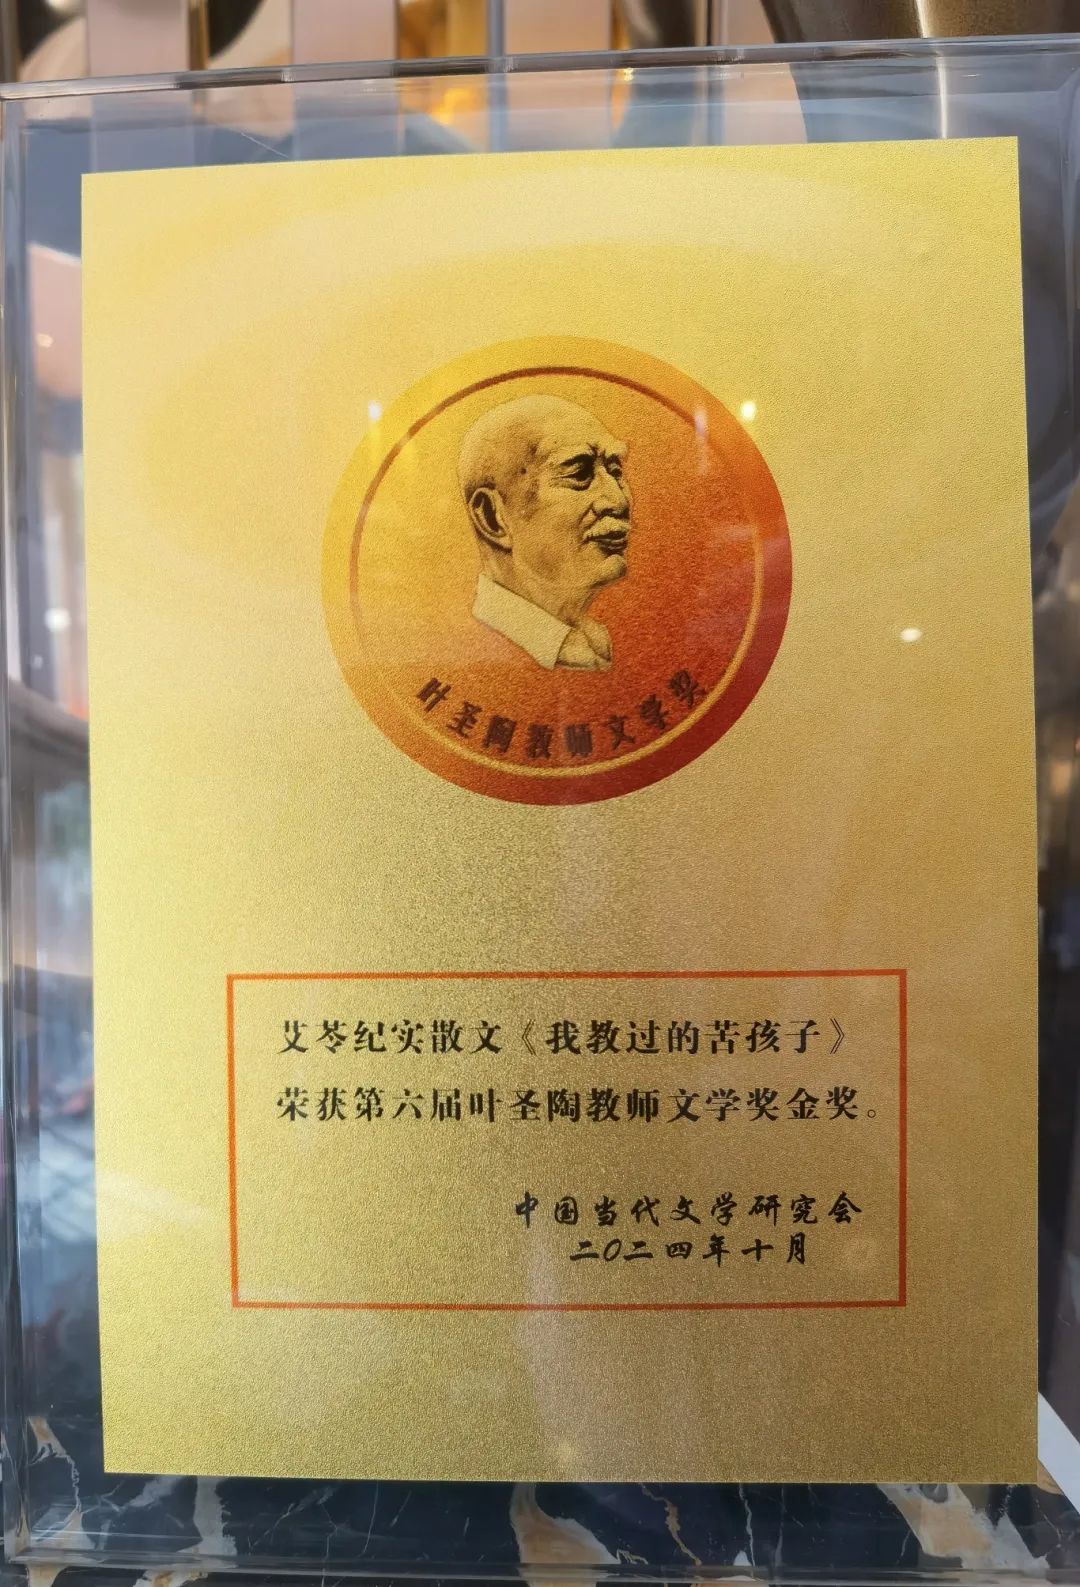 叶圣陶教师文学奖
艾苓纪实散文《我教过的苦孩子》
荣获第六届叶圣陶教师文学奖金奖。
中国当代文学研究会
二〇二四年十月